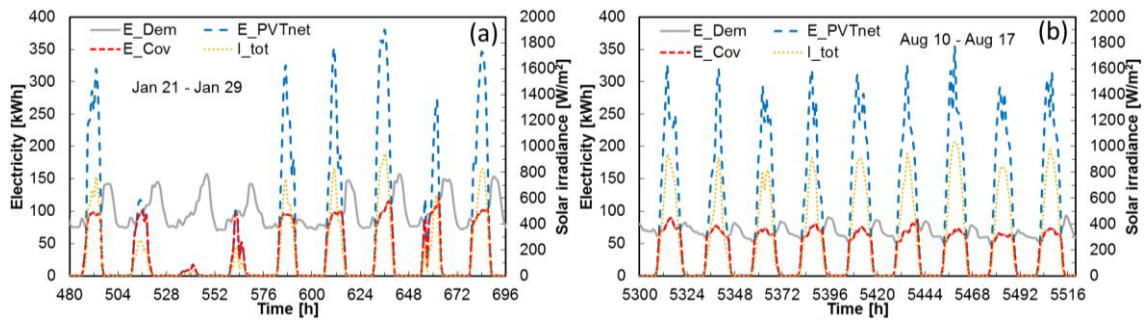 400
350
300
250
200
150
100
50
0
Electricity [kWh]
E_Dem
E_PVTnet
E_Cov
I_tot
(a)
Jan 21 - Jan 29
2000
1800
1600
1400
1200
1000
800
600
400
200
0
Solar irradiance [W/m²]
480 504 528 552 576 600 624 648 672 696
Time [h]
400
350
300
250
200
150
100
50
0
Electricity [kWh]
E_Dem
E_PVTnet
E_Cov
I_tot
(b)
Aug 10 - Aug 17
2000
1800
1600
1400
1200
1000
800
600
400
200
0
Solar irradiance [W/m²]
5300 5324 5348 5372 5396 5420 5444 5468 5492 5516
Time [h]